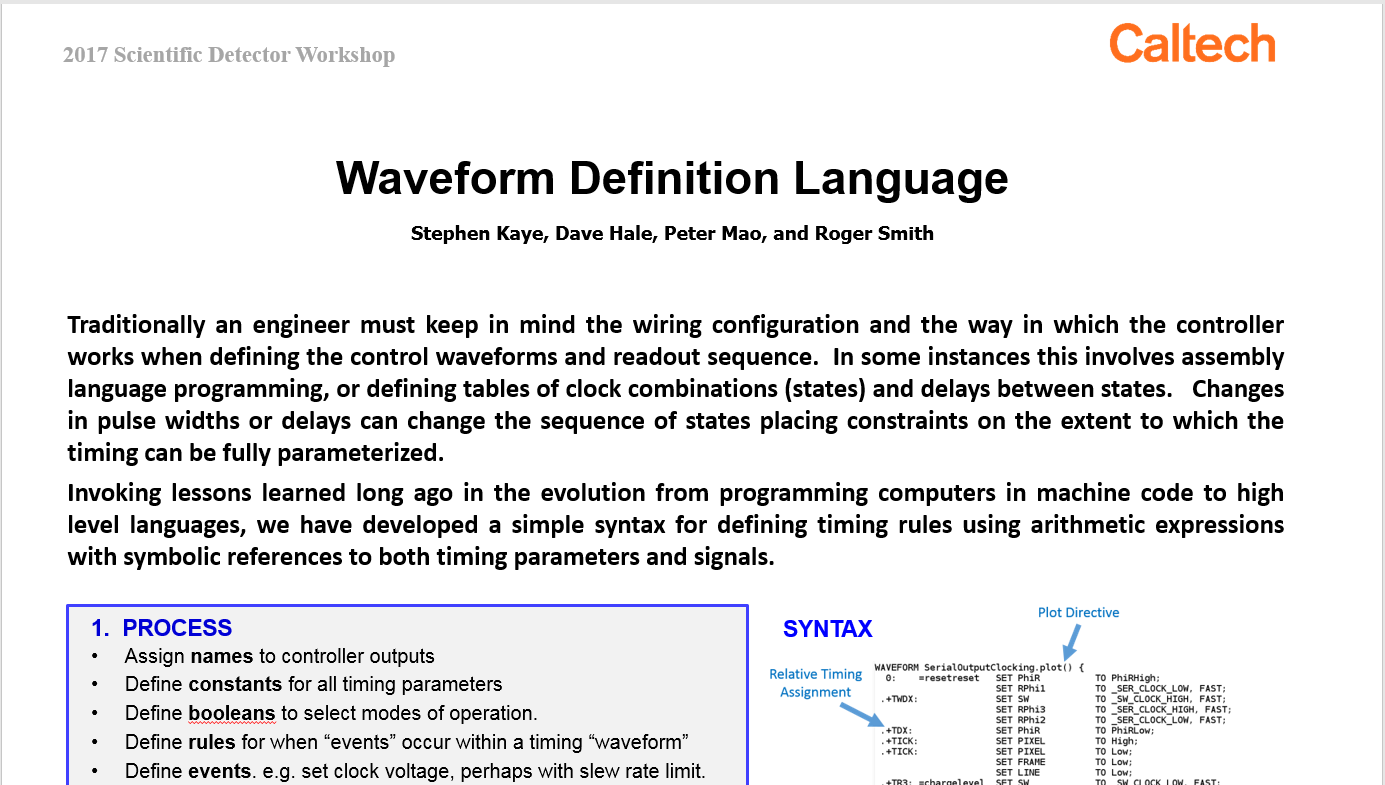 2017 Scientific Detector Workshop
Caltech
Waveform Definition Language
Stephen Kaye, Dave Hale, Peter Mao, and Roger Smith
Traditionally an engineer must keep in mind the wiring configuration and the way in which the controller
works when defining the control waveforms and readout sequence.  In some instances this involves assembly
language programming, or defining tables of clock combinations (states) and delays between states.   Changes
in pulse widths or delays can change the sequence of states placing constraints on the extent to which the
timing can be fully parameterized.
Invoking lessons learned long ago in the evolution from programming computers in machine code to high
level languages, we have developed a simple syntax for defining timing rules using arithmetic expressions
with symbolic references to both timing parameters and signals.
1.  PROCESS
• Assign names to controller outputs
• Define constants for all timing parameters
• Define booleans to select modes of operation.
• Define rules for when “events” occur within a timing “waveform”
• Define events. e.g. set clock voltage, perhaps with slew rate limit.
SYNTAX
Plot Directive
Relative Timing
Assignment
WAVEFORM SerialOutputClocking.plot() {
0: =resetreset SET PhiR TO PhiRHigh;
SET RPhi1 TO _SER_CLOCK_LOW, FAST;
.+TWDX: SET SW TO _SW_CLOCK_HIGH, FAST;
SET RPhi3 TO _SER_CLOCK_HIGH, FAST;
SET RPhi2 TO _SER_CLOCK_LOW, FAST;
.+TDX: SET PhiR TO PhiRLow;
.+TICK: SET PIXEL TO High;
.+TICK: SET PIXEL TO Low;
SET FRAME TO Low;
SET LINE TO Low;
.+TR3: =chargelevel SET SW TO _SW_CLOCK_LOW, FAST;